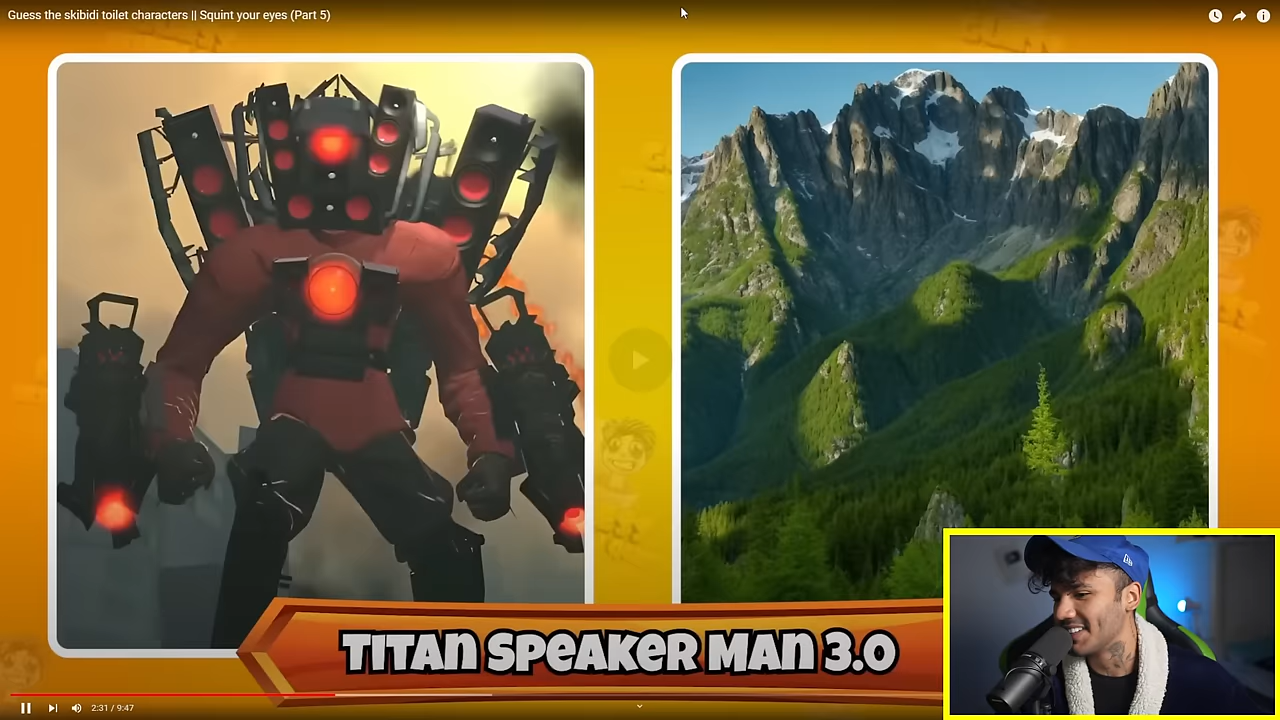 Guess the skibidi toilet characters || Squint your eyes (Part 5)
TITAN SPEAKER MAN 3.0
2:31 / 9:47